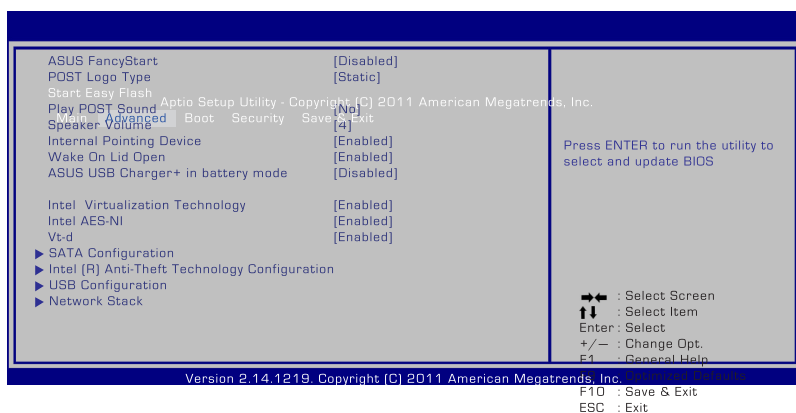 ASUS FancyStart [Disabled]
POST Logo Type [Static]
Start Easy Flash
Aptio Setup Utility - Copyright (C) 2011 American Megatrends, Inc.
Play POST Sound [No]
Main Advanced Boot Security Save & Exit
Speaker Volume [4]
Internal Pointing Device [Enabled]
Wake On Lid Open [Enabled]
ASUS USB Charger+ in battery mode [Disabled]
Intel Virtualization Technology [Enabled]
Intel AES-NI [Enabled]
Vt-d [Enabled]
SATA Configuration
Intel (R) Anti-Theft Technology Configuration
USB Configuration
Network Stack
Press ENTER to run the utility to
select and update BIOS
: Select Screen
: Select Item
Enter : Select
+/— : Change Opt.
F1 : General Help
: Optimized Defaults
F10 : Save & Exit
ESC : Exit
Version 2.14.1219. Copyright (C) 2011 American Megatrends, Inc.